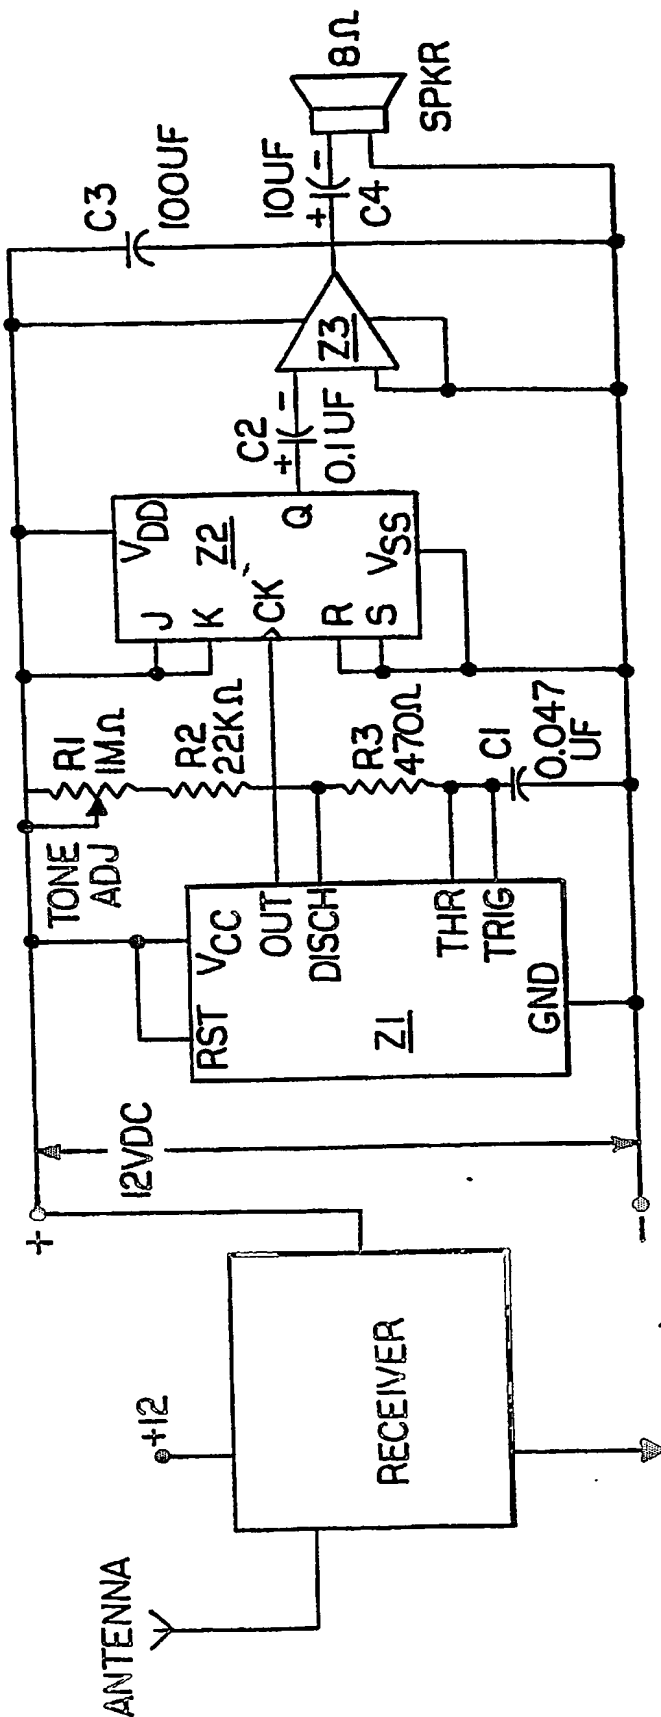 ANTENNA
+12
RECEIVER
+
12VDC
−
RST
VCC
OUT
DISCH
THR
TRIG
GND
Z1
TONE
ADJ
R1
1MΩ
R2
22KΩ
R3
470Ω
C1
0.047
UF
J
K
CK
R
S
VDD
Z2
Q
VSS
C2
+ −
0.1UF
Z3
C3
100UF
10UF
+ −
C4
8Ω
SPKR